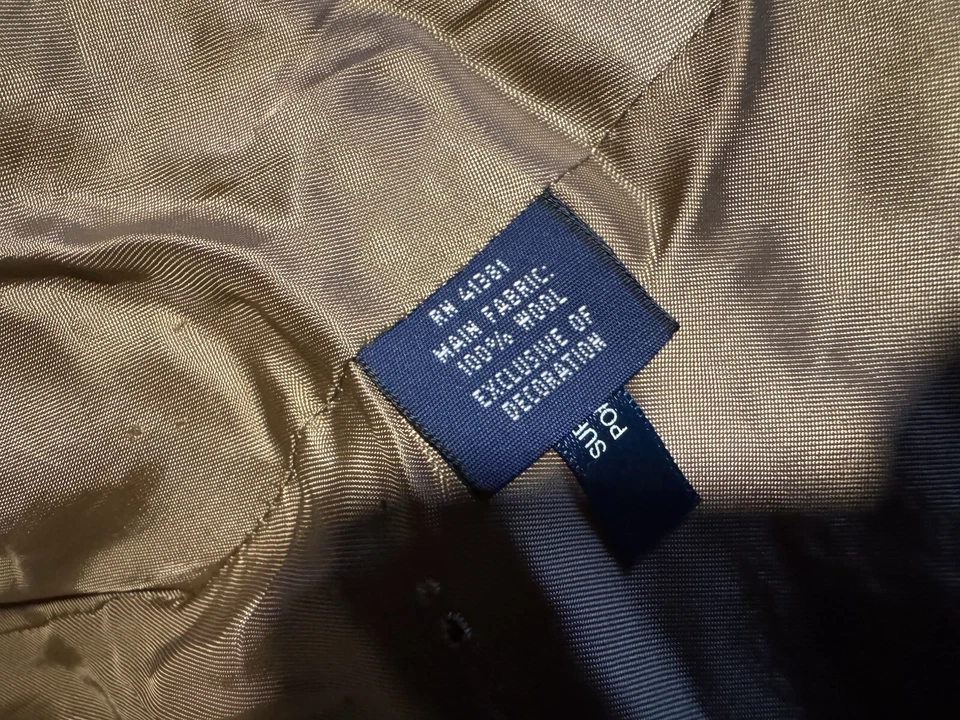 RN 41381
MAIN FABRIC:
100% WOOL
EXCLUSIVE OF
DECORATION